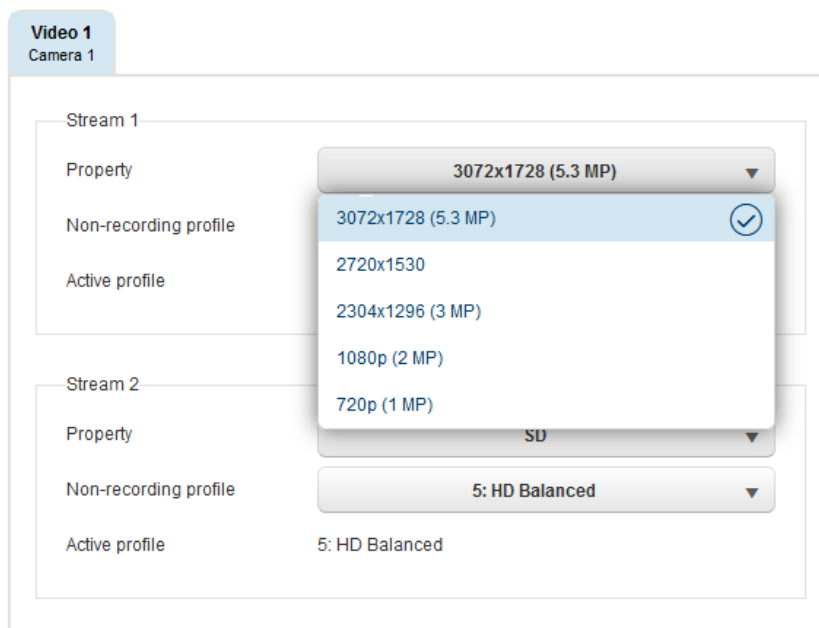 Video 1
Camera 1
Stream 1
Property
3072x1728 (5.3 MP)
3072x1728 (5.3 MP)
Non-recording profile
2720x1530
Active profile
2304x1296 (3 MP)
1080p (2 MP)
720p (1 MP)
Stream 2
Property
SD
Non-recording profile
5: HD Balanced
Active profile
5: HD Balanced